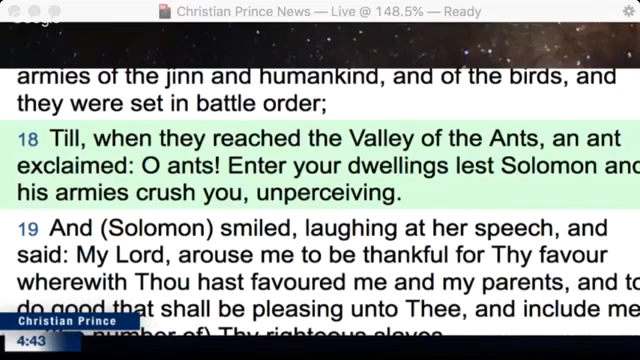 Christian Prince News — Live @ 148.5% — Ready
Google
armies of the jinn and humankind, and of the birds, and
they were set in battle order;
18 Till, when they reached the Valley of the Ants, an ant
exclaimed: O ants! Enter your dwellings lest Solomon and
his armies crush you, unperceiving.
19 And (Solomon) smiled, laughing at her speech, and
said: My Lord, arouse me to be thankful for Thy favour
wherewith Thou hast favoured me and my parents, and to
do good that shall be pleasing unto Thee, and include me
number of) Thy righteous slaves.
Christian Prince
4:43